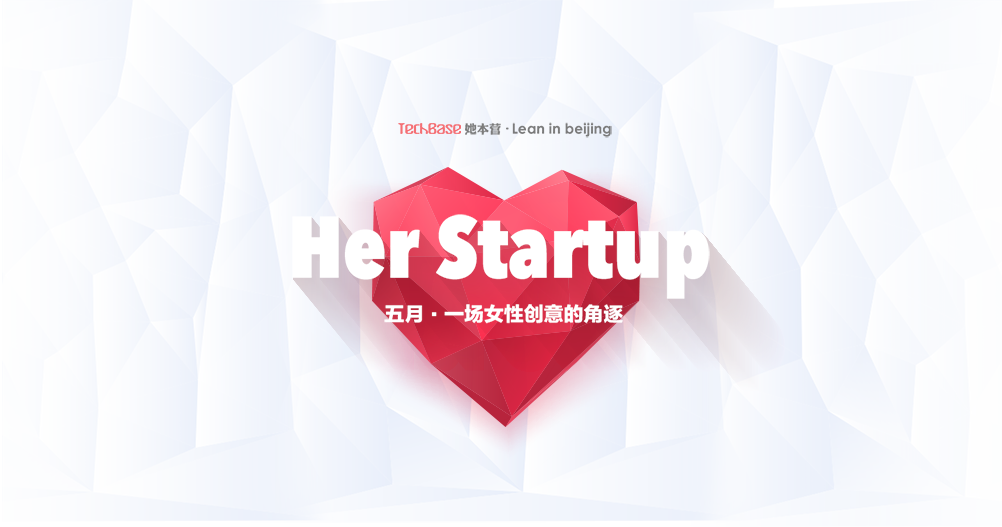 TechBase 她本营 · Lean in beijing
Her Startup
五月 · 一场女性创意的角逐